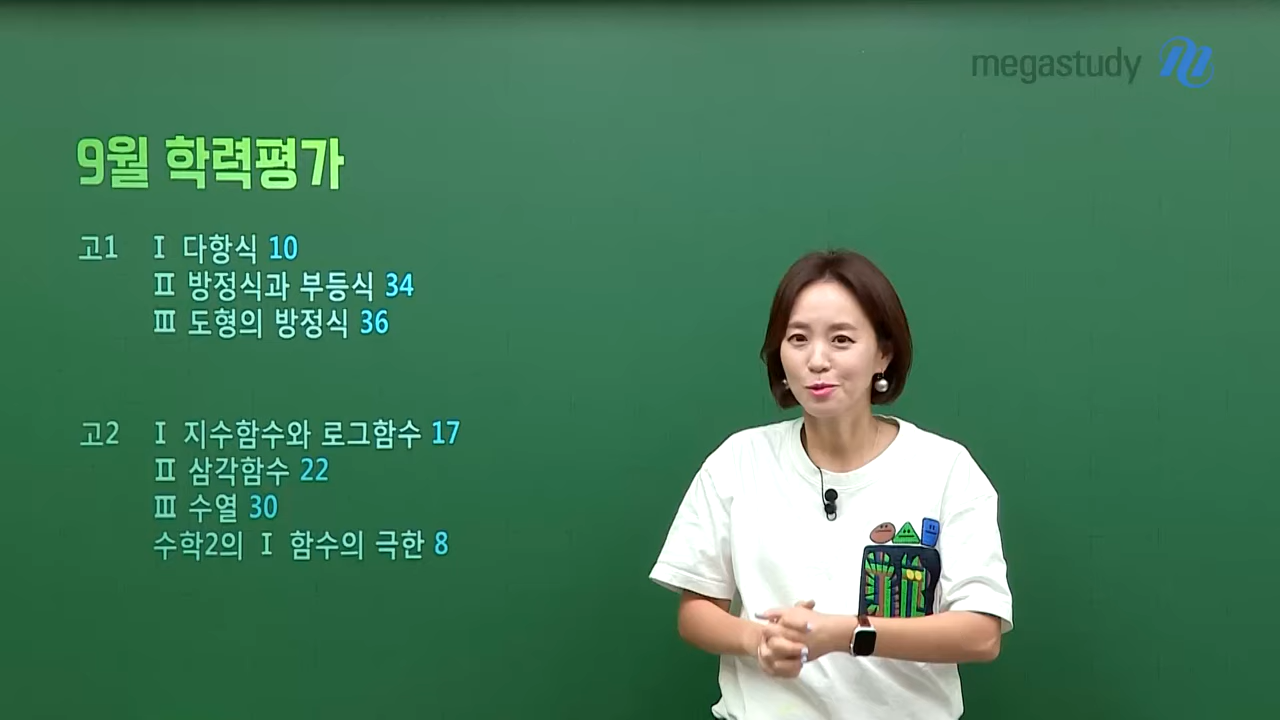 megastudy
9월 학력평가
고1 Ⅰ 다항식 10
Ⅱ 방정식과 부등식 34
Ⅲ 도형의 방정식 36
고2 Ⅰ 지수함수와 로그함수 17
Ⅱ 삼각함수 22
Ⅲ 수열 30
수학2의 Ⅰ 함수의 극한 8